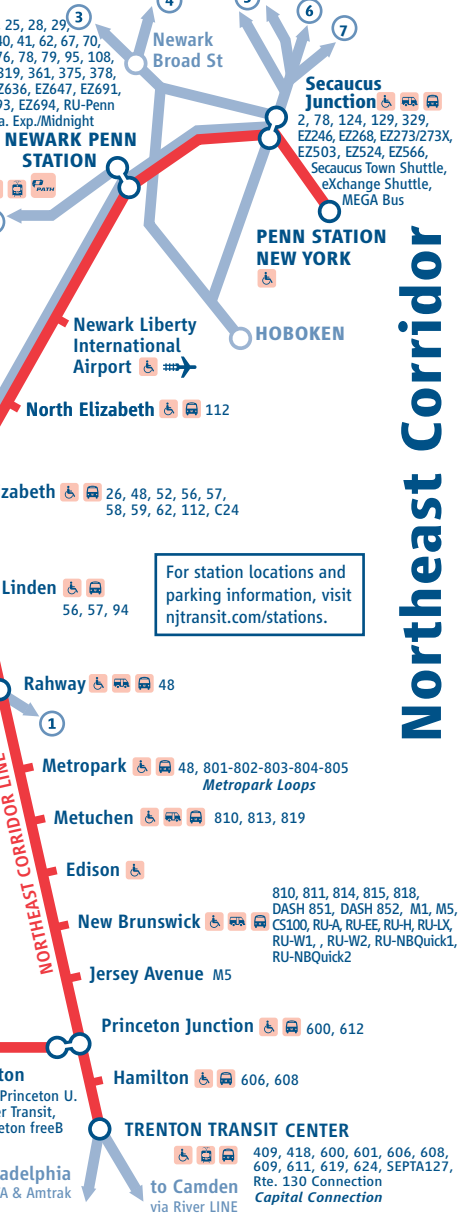 3
4
5
6
7
25, 28, 29,
40, 41, 62, 67, 70,
76, 78, 79, 95, 108,
319, 361, 375, 378,
EZ636, EZ647, EZ691,
93, EZ694, RU-Penn
a. Exp./Midnight
NEWARK PENN
STATION
PATH
Newark
Broad St
Secaucus
Junction
2, 78, 124, 129, 329,
EZ246, EZ268, EZ273/273X,
EZ503, EZ524, EZ566,
Secaucus Town Shuttle,
eXchange Shuttle,
MEGA Bus
PENN STATION
NEW YORK
HOBOKEN
Northeast Corridor
Newark Liberty
International
Airport
North Elizabeth 112
zabeth 26, 48, 52, 56, 57,
58, 59, 62, 112, C24
Linden
56, 57, 94
For station locations and
parking information, visit
njtransit.com/stations.
Rahway 48
1
NORTHEAST CORRIDOR LINE
Metropark 48, 801-802-803-804-805
Metropark Loops
Metuchen 810, 813, 819
Edison
New Brunswick
810, 811, 814, 815, 818,
DASH 851, DASH 852, M1, M5,
CS100, RU-A, RU-EE, RU-H, RU-LX,
RU-W1, , RU-W2, RU-NBQuick1,
RU-NBQuick2
Jersey Avenue M5
Princeton Junction 600, 612
ton
Princeton U.
er Transit,
eton freeB
Hamilton 606, 608
TRENTON TRANSIT CENTER
409, 418, 600, 601, 606, 608,
609, 611, 619, 624, SEPTA127,
Rte. 130 Connection
Capital Connection
adelphia
A & Amtrak
to Camden
via River LINE